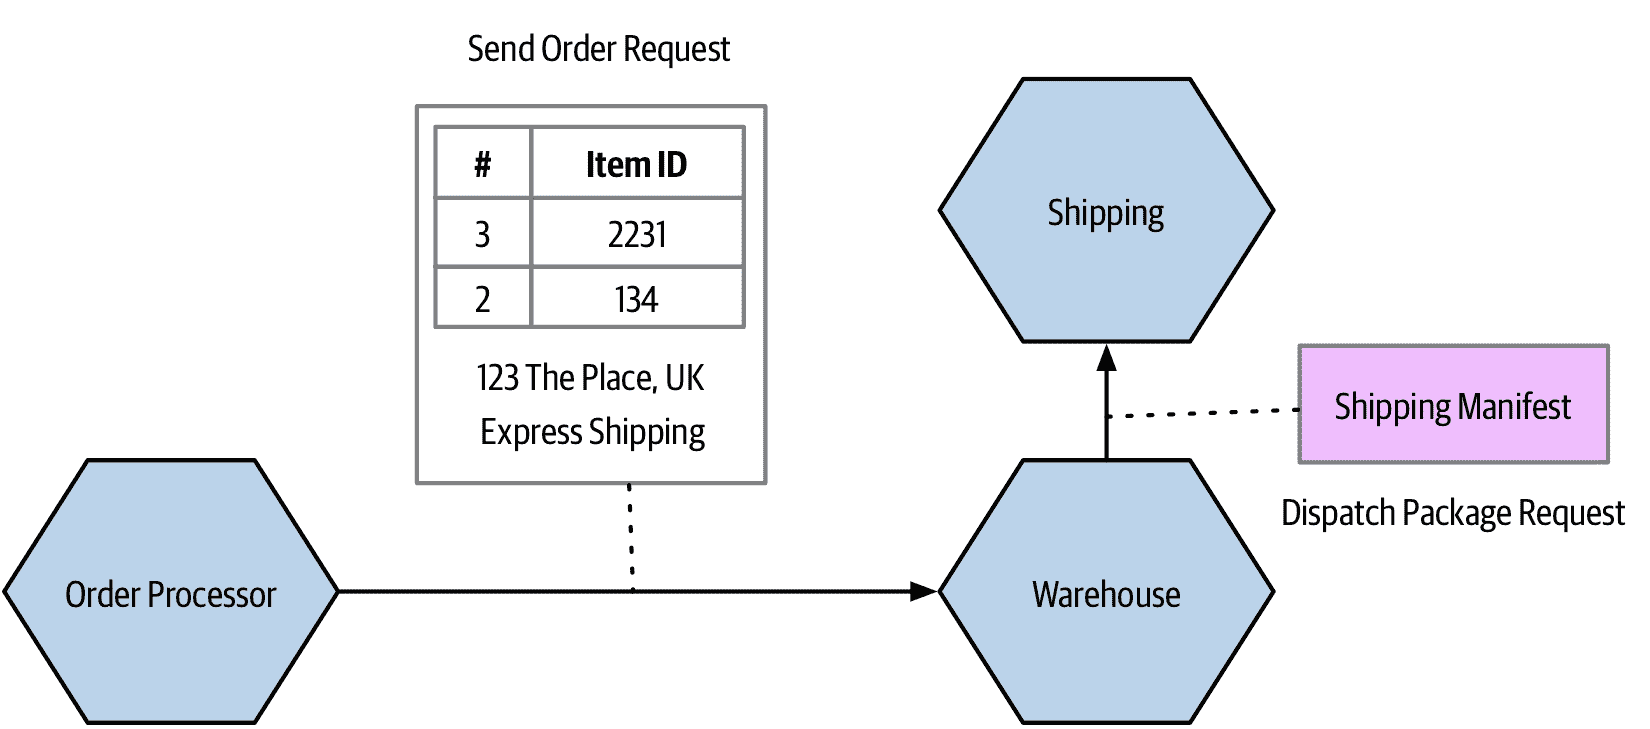 Send Order Request
# Item ID
3 2231
2 134
123 The Place, UK
Express Shipping
Shipping
Shipping Manifest
Dispatch Package Request
Order Processor
Warehouse